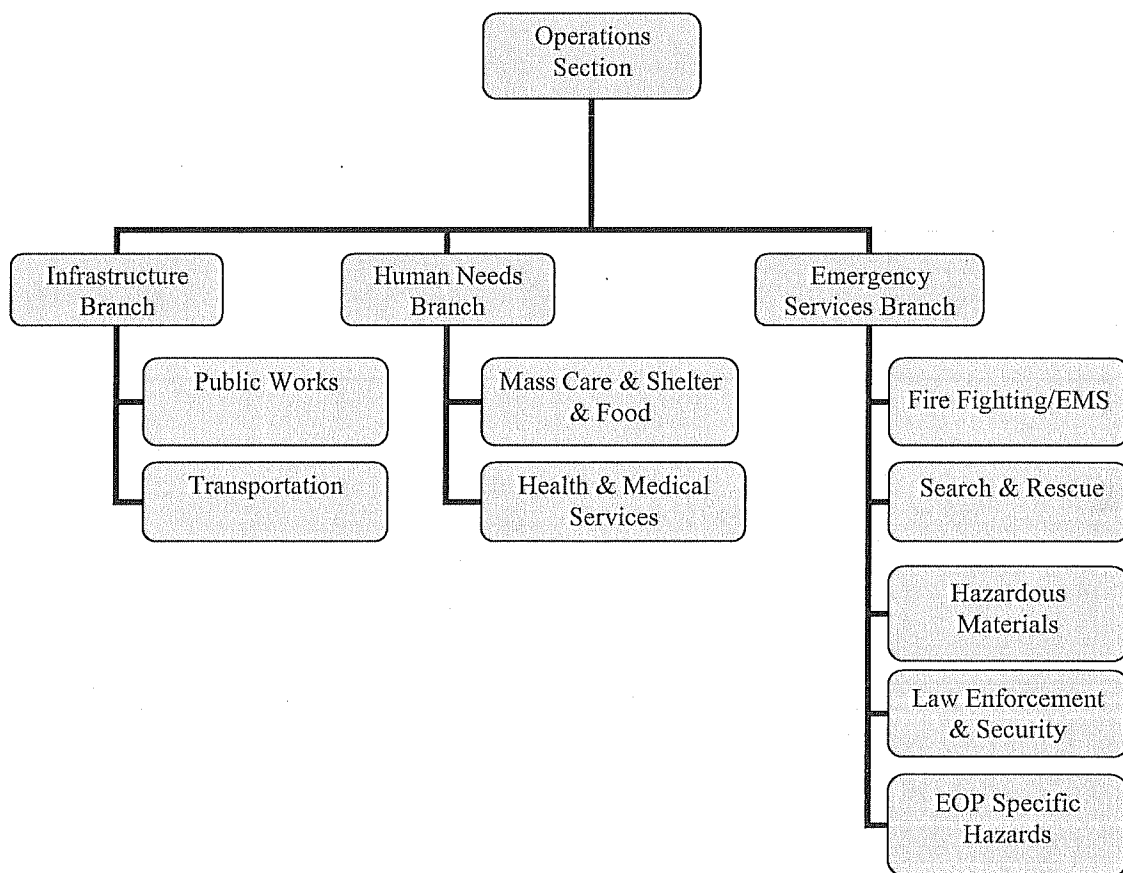 Operations
Section
Infrastructure
Branch
Human Needs
Branch
Emergency
Services Branch
Public Works
Transportation
Mass Care & Shelter
& Food
Health & Medical
Services
Fire Fighting/EMS
Search & Rescue
Hazardous
Materials
Law Enforcement
& Security
EOP Specific
Hazards